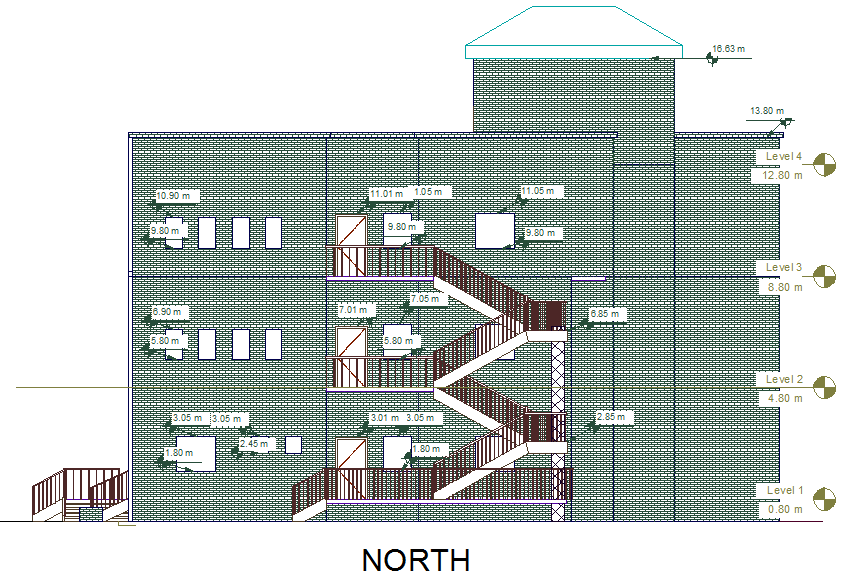 16.63 m
13.80 m
Level 4
12.80 m
10.90 m
11.01 m
1.05 m
11.05 m
9.80 m
9.80 m
9.80 m
Level 3
8.80 m
6.90 m
7.01 m
7.05 m
6.85 m
5.80 m
5.80 m
Level 2
4.80 m
3.05 m
3.05 m
3.01 m
3.05 m
2.85 m
2.45 m
1.80 m
1.80 m
Level 1
0.80 m
NORTH